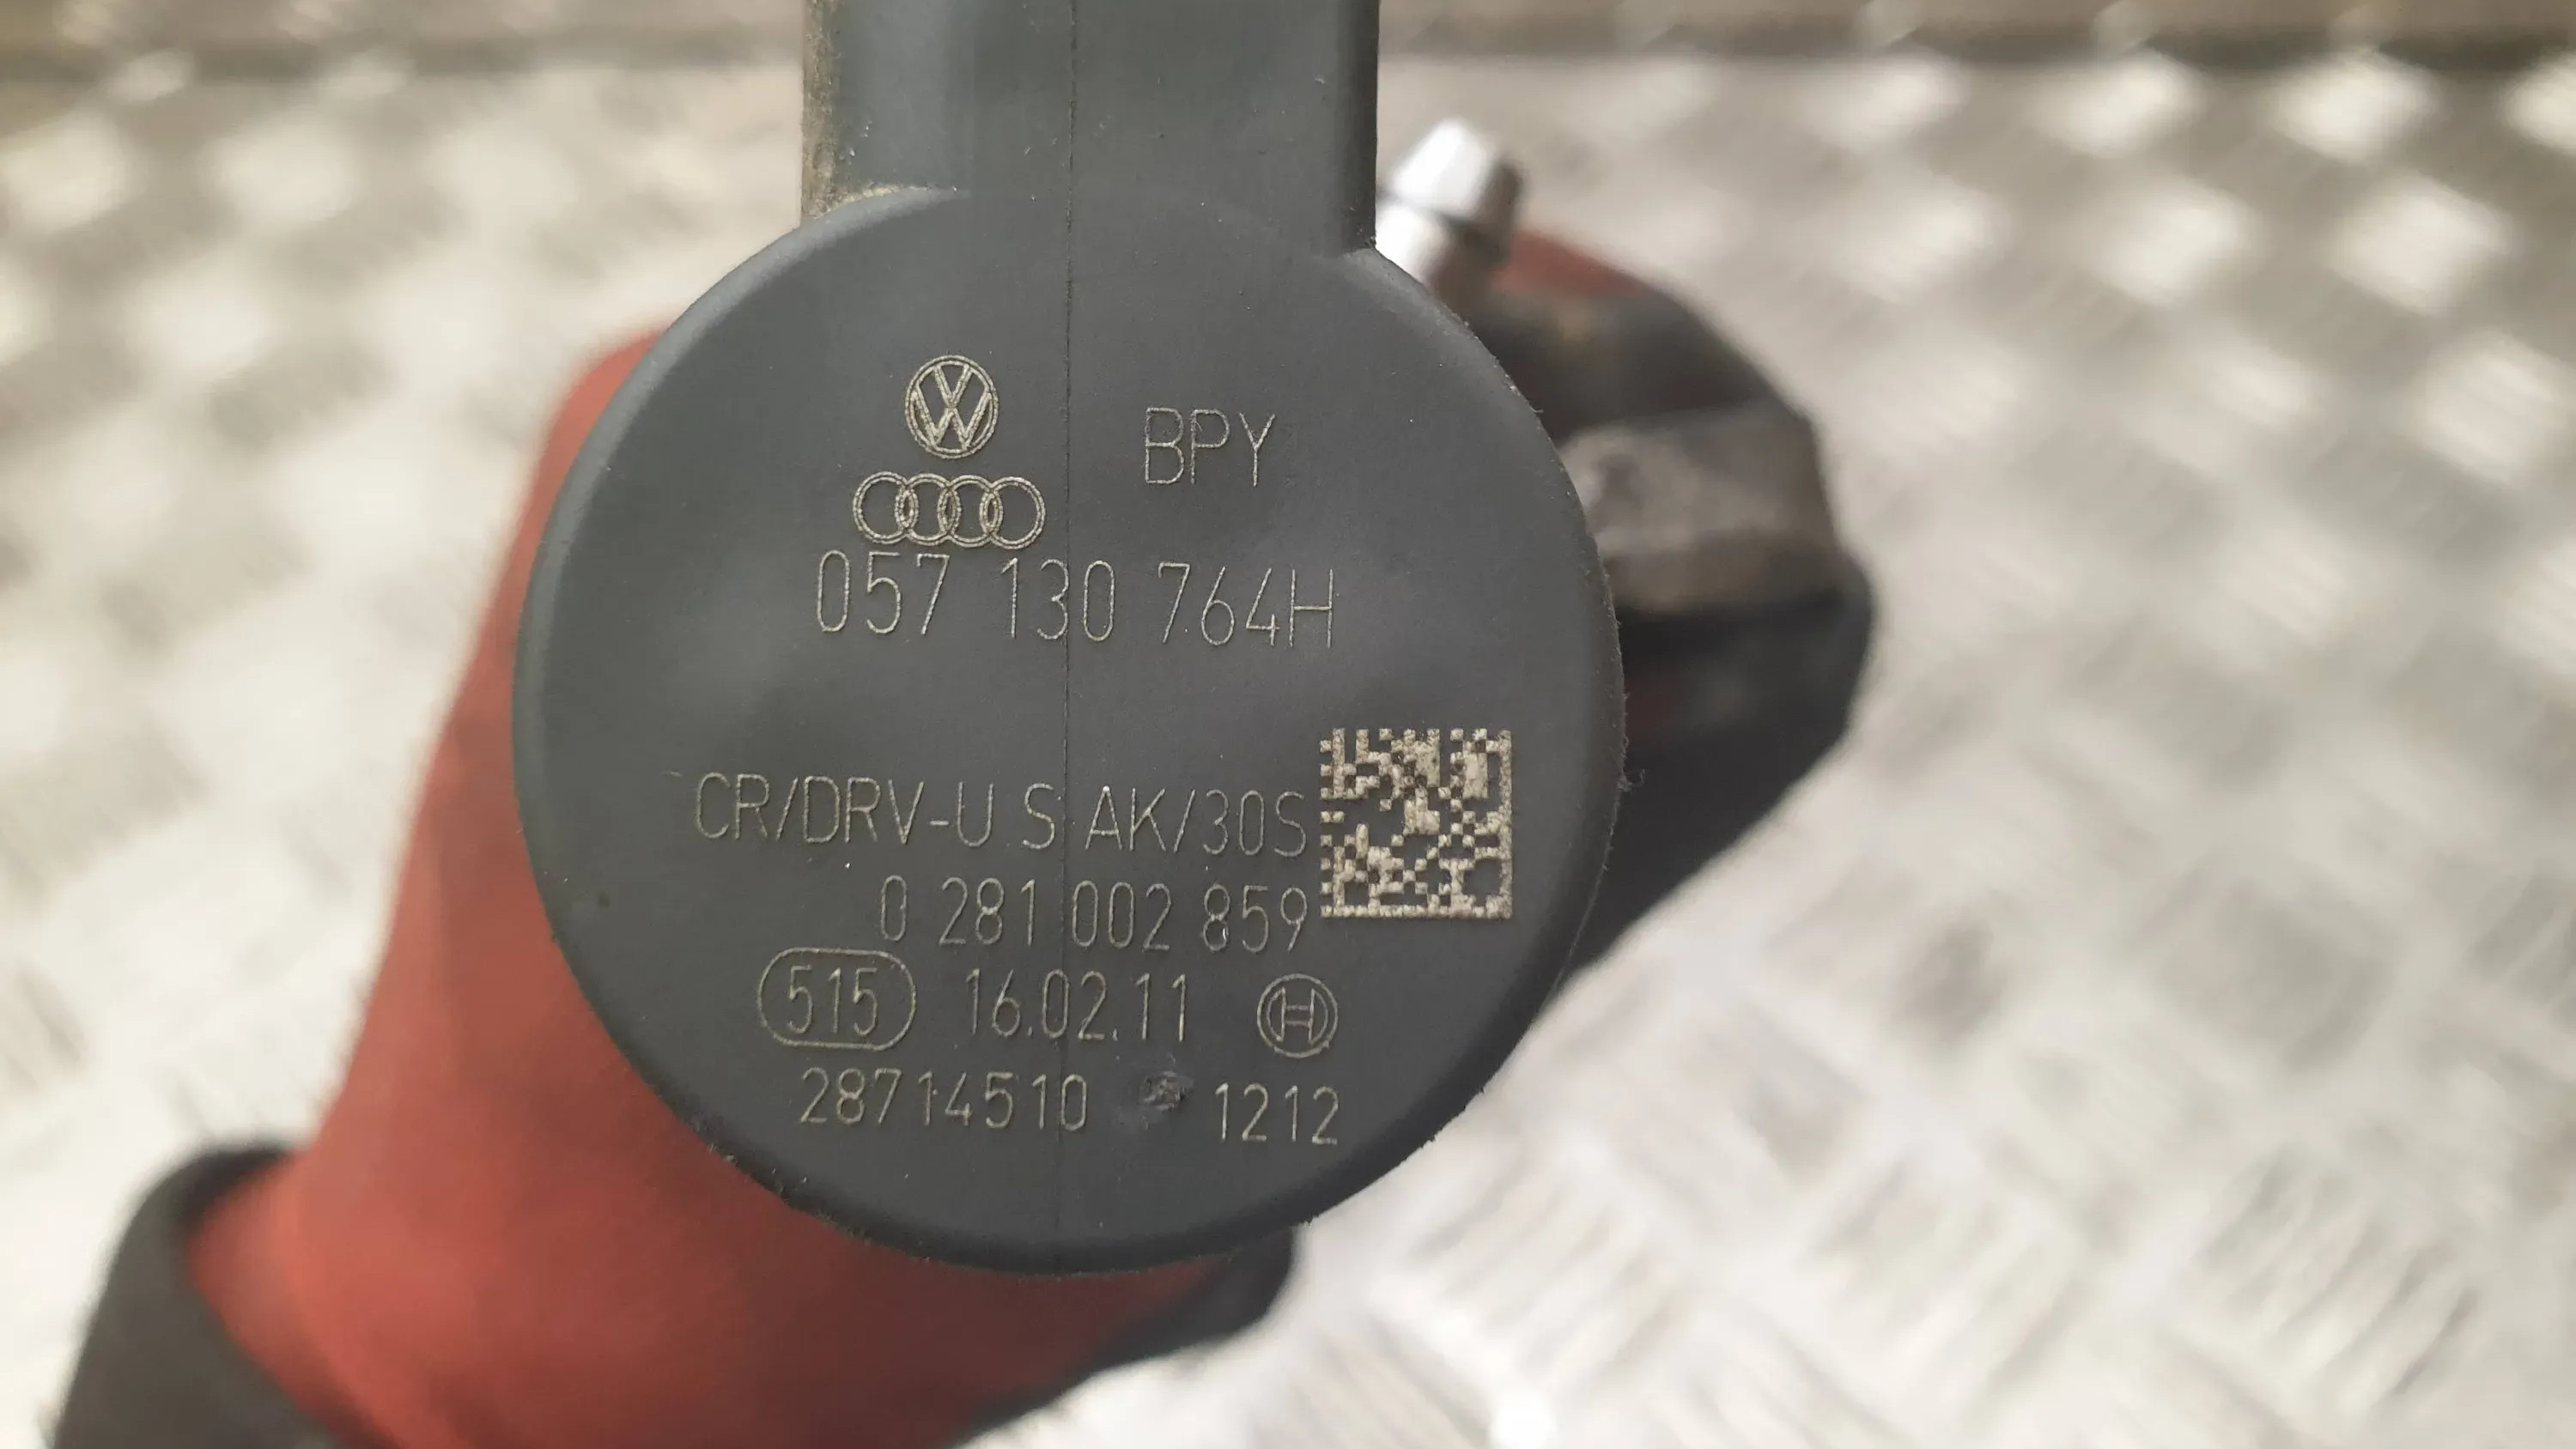 BPY
057 130 764H
CR/DRV-U S AK/30S
0 281 002 859
515 16.02.11
28714510 1212